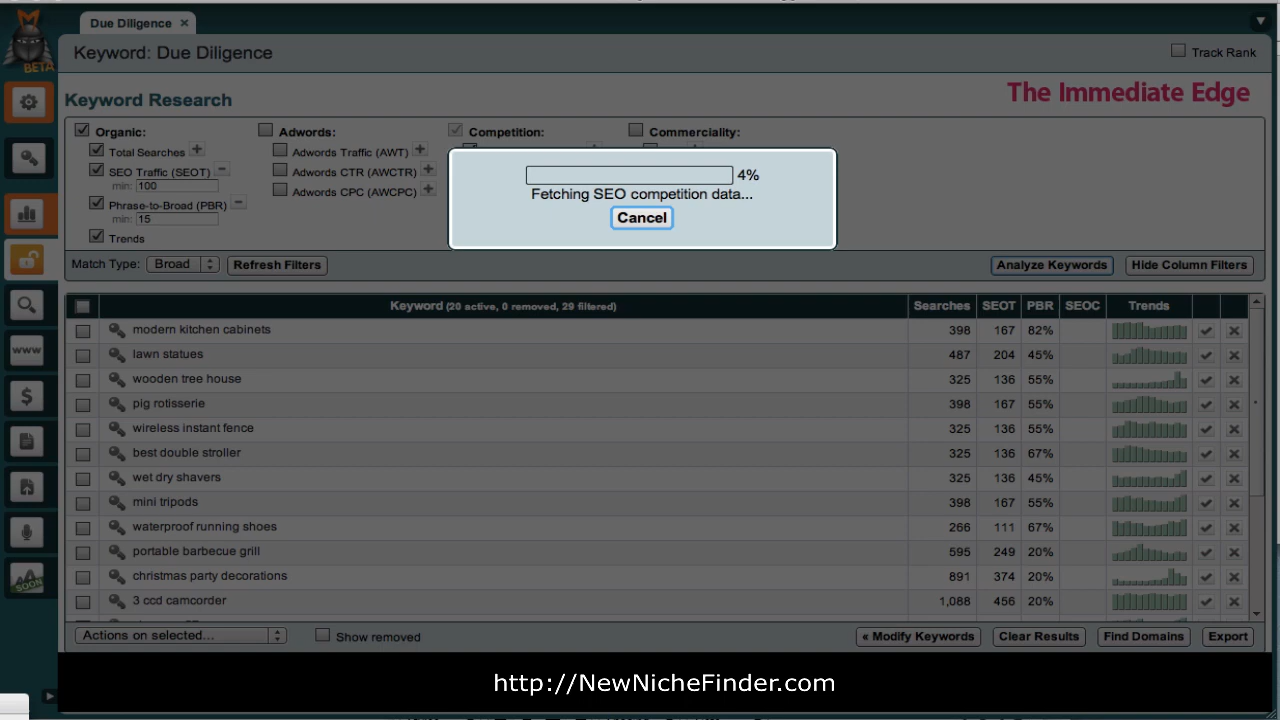 Due Diligence ×
Keyword: Due Diligence
Track Rank
BETA
Keyword Research
The Immediate Edge
Organic: Adwords: Competition: Commerciality:
Total Searches Adwords Traffic (AWT)
SEO Traffic (SEOT) Adwords CTR (AWCTR)
min: 100
Adwords CPC (AWCPC)
Phrase-to-Broad (PBR)
min: 15
Trends
4%
Fetching SEO competition data...
Cancel
Match Type: Broad Refresh Filters Analyze Keywords Hide Column Filters
Keyword (20 active, 0 removed, 29 filtered) Searches SEOT PBR SEOC Trends
modern kitchen cabinets 398 167 82%
lawn statues 487 204 45%
wooden tree house 325 136 55%
pig rotisserie 398 167 55%
wireless instant fence 325 136 55%
best double stroller 325 136 67%
wet dry shavers 325 136 45%
mini tripods 398 167 55%
waterproof running shoes 266 111 67%
portable barbecue grill 595 249 20%
christmas party decorations 891 374 20%
3 ccd camcorder 1,088 456 20%
www
$
SOON
Actions on selected... Show removed « Modify Keywords Clear Results Find Domains Export
http://NewNicheFinder.com